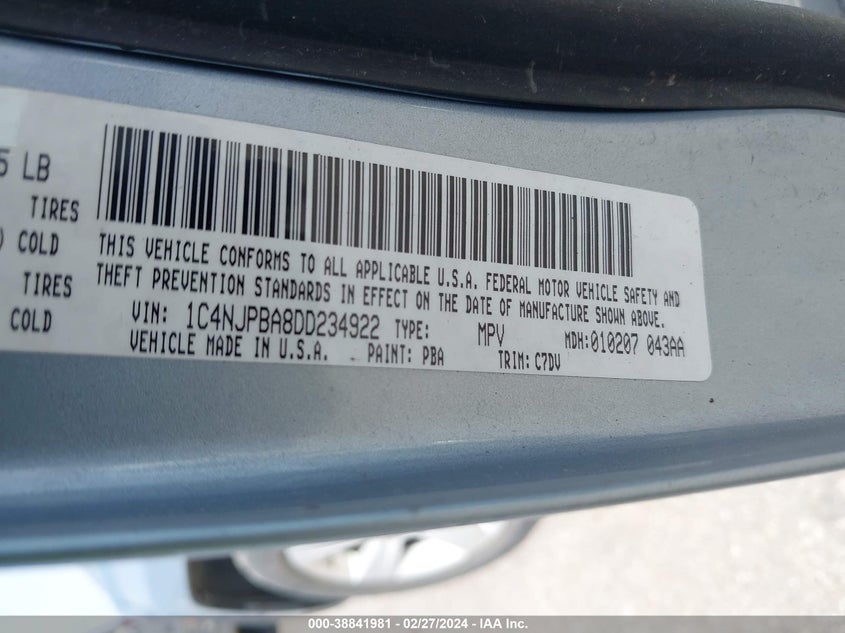 5 LB
TIRES
) COLD
TIRES
COLD
THIS VEHICLE CONFORMS TO ALL APPLICABLE U.S.A. FEDERAL MOTOR VEHICLE SAFETY AND
THEFT PREVENTION STANDARDS IN EFFECT ON THE DATE OF MANUFACTURE SHOWN ABOVE.
VIN: 1C4NJPBA8DD234922 TYPE: MPV MDH:010207 043AA
VEHICLE MADE IN U.S.A. PAINT: PBA TRIM: C7DV
000-38841981 - 02/27/2024 - IAA Inc.